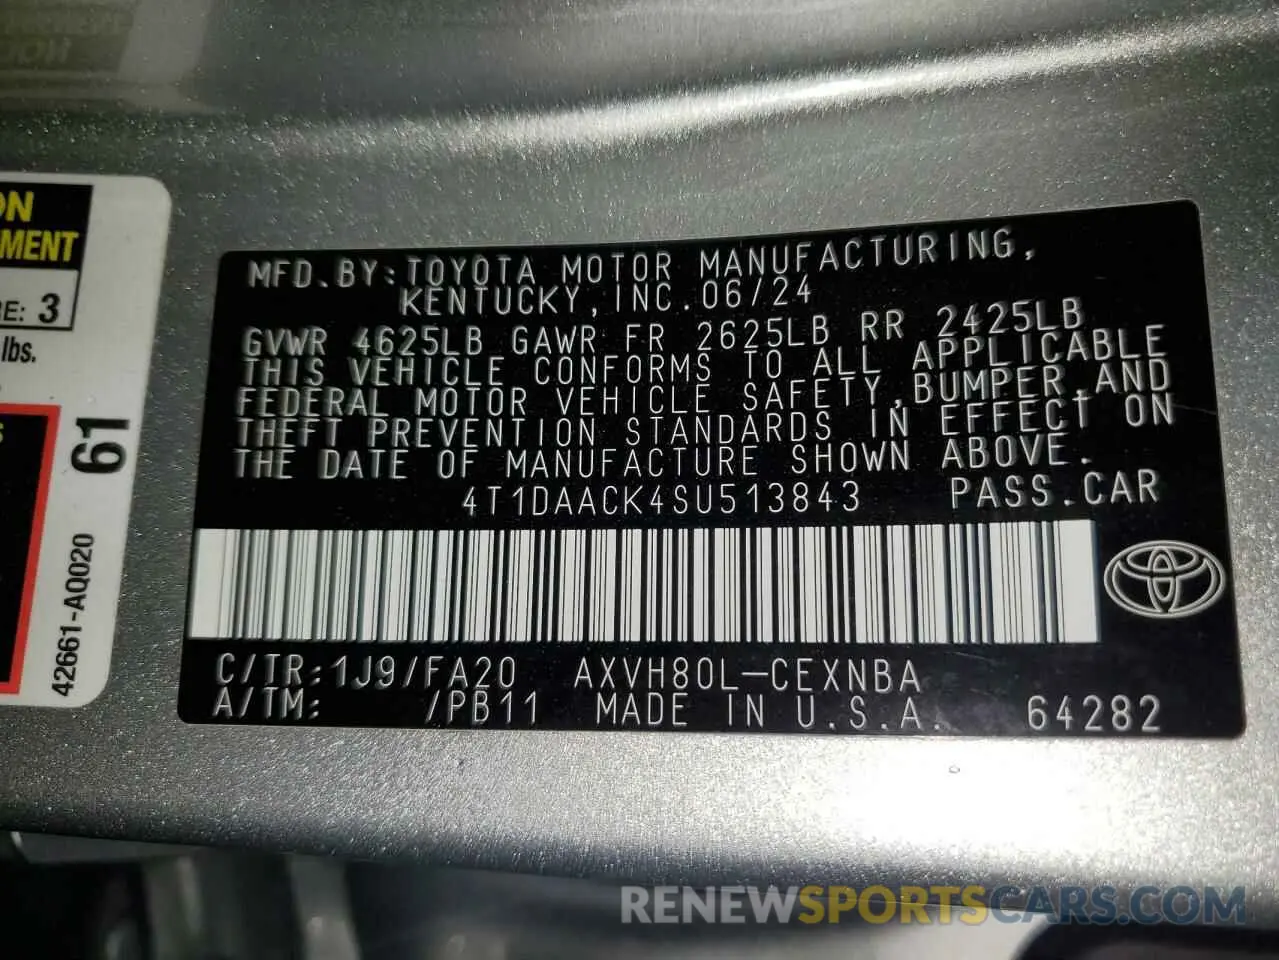 ON
MENT
RE: 3
lbs.
S
61
42661-AQ020
MFD.BY:TOYOTA MOTOR MANUFACTURING,
KENTUCKY,INC.06/24
GVWR 4625LB GAWR FR 2625LB RR 2425LB
THIS VEHICLE CONFORMS TO ALL APPLICABLE
FEDERAL MOTOR VEHICLE SAFETY,BUMPER,AND
THEFT PREVENTION STANDARDS IN EFFECT ON
THE DATE OF MANUFACTURE SHOWN ABOVE.
4T1DAACK4SU513843 PASS.CAR
C/TR:1J9/FA20 AXVH80L-CEXNBA
A/TM: /PB11 MADE IN U.S.A. 64282
RENEWSPORTSCARS.COM